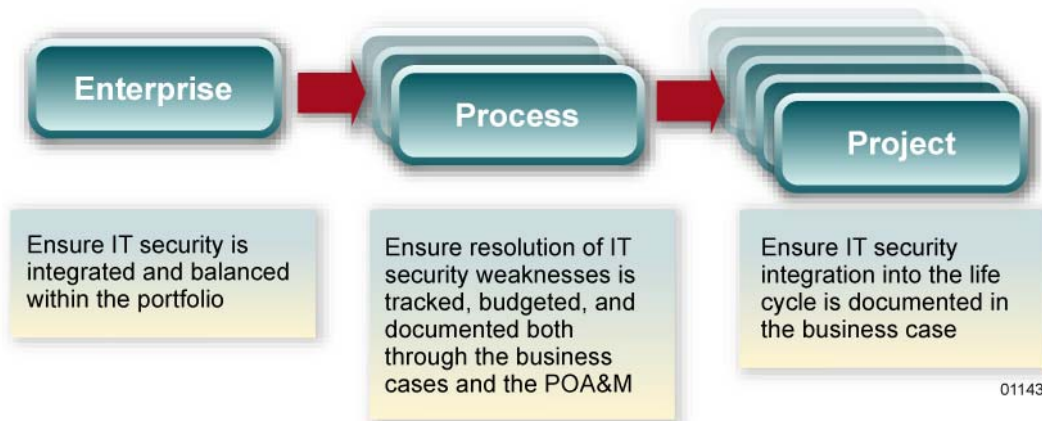 Enterprise
Process
Project
Ensure IT security is
integrated and balanced
within the portfolio
Ensure resolution of IT
security weaknesses is
tracked, budgeted, and
documented both
through the business
cases and the POA&M
Ensure IT security
integration into the life
cycle is documented in
the business case
01143